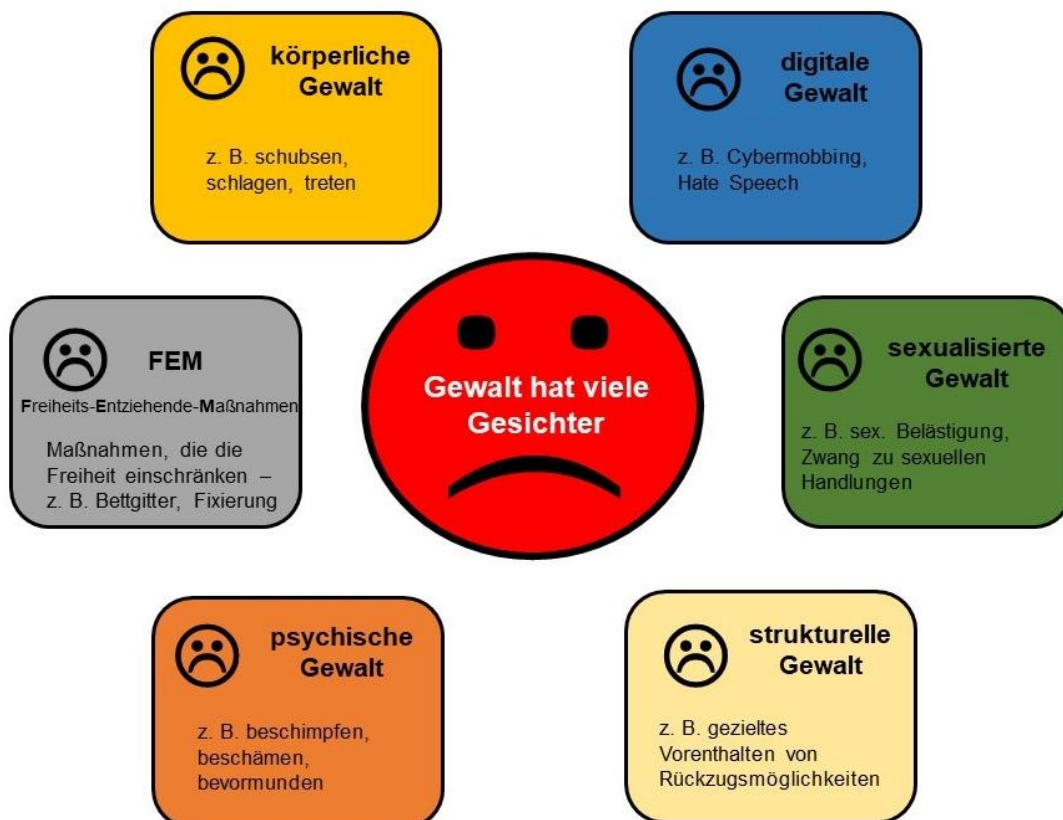 körperliche
Gewalt
z. B. schubsen,
schlagen, treten
digitale
Gewalt
z. B. Cybermobbing,
Hate Speech
FEM
Freiheits-Entziehende-Maßnahmen
Maßnahmen, die die
Freiheit einschränken –
z. B. Bettgitter, Fixierung
Gewalt hat viele
Gesichter
sexualisierte
Gewalt
z. B. sex. Belästigung,
Zwang zu sexuellen
Handlungen
psychische
Gewalt
z. B. beschimpfen,
beschämen,
bevormunden
strukturelle
Gewalt
z. B. gezieltes
Vorenthalten von
Rückzugsmöglichkeiten